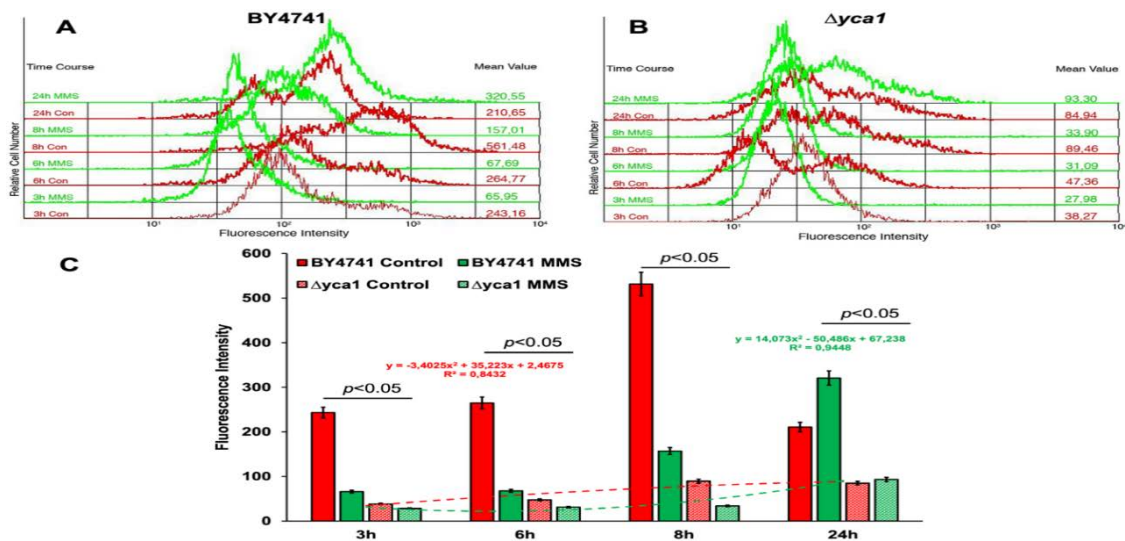 A
BY4741
Time Course
Mean Value
24h MMS
320,55
24h Con
210,65
8h MMS
157,01
8h Con
561,48
6h MMS
67,69
6h Con
264,77
3h MMS
65,95
3h Con
243,16
Relative Cell Number
10¹
10²
10³
10⁴
Fluorescence Intensity
B
Δyca1
Time Course
Mean Value
24h MMS
93,30
24h Con
84,94
8h MMS
33,90
8h Con
89,46
6h MMS
31,09
6h Con
47,36
3h MMS
27,98
3h Con
38,27
Relative Cell Number
10¹
10²
10³
10⁴
Fluorescence Intensity
C
BY4741 Control
BY4741 MMS
Δyca1 Control
Δyca1 MMS
Fluorescence Intensity
600
500
400
300
200
100
0
p<0.05
p<0.05
p<0.05
p<0.05
y = -3,4025x² + 35,223x + 2,4675
R² = 0,8432
y = 14,073x² - 50,486x + 67,238
R² = 0,9448
3h
6h
8h
24h